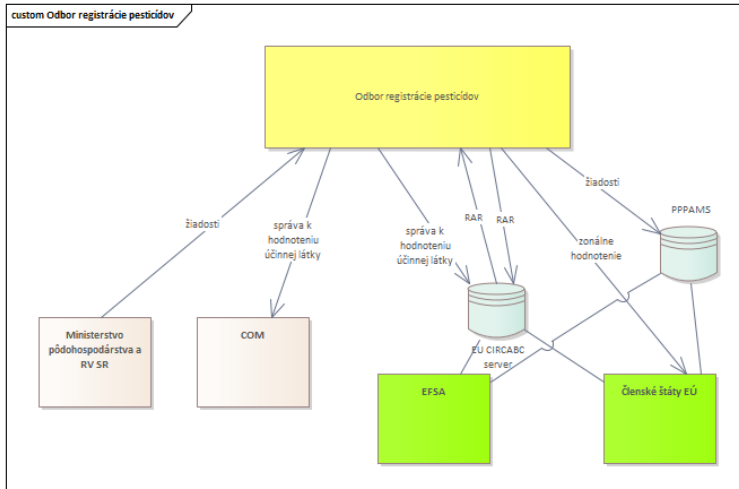 custom Odbor registrácie pesticídov
Odbor registrácie pesticídov
žiadosti
správa k
hodnoteniu
účinnej látky
správa k
hodnoteniu
účinnej látky
RAR
RAR
zonálne
hodnotenie
žiadosti
PPPAMS
Ministerstvo
pôdohospodárstva a
RV SR
COM
EU CIRCABC
server
EFSA
Členské štáty EÚ